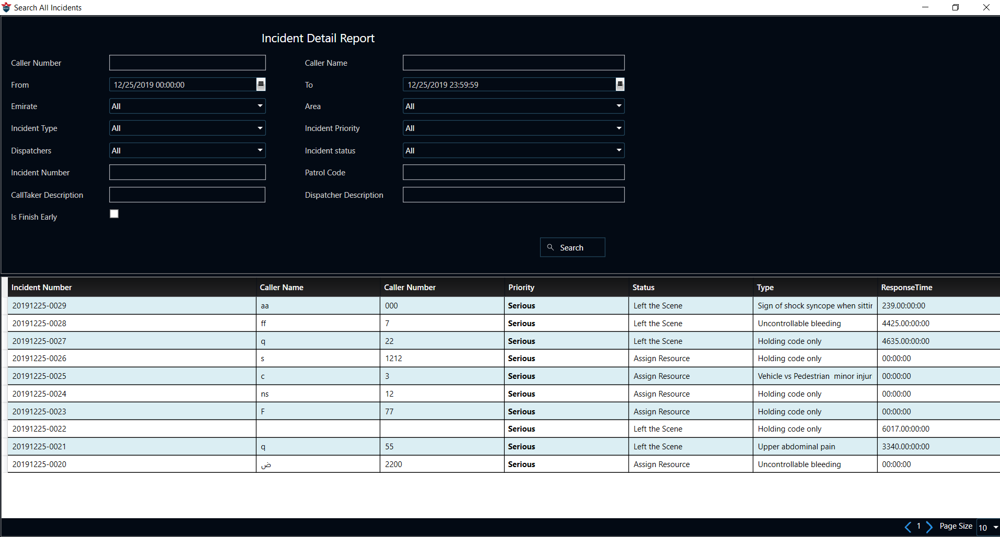 Search All Incidents
Incident Detail Report
Caller Number
Caller Name
From 12/25/2019 00:00:00
To 12/25/2019 23:59:59
Emirate All
Area All
Incident Type All
Incident Priority All
Dispatchers All
Incident status All
Incident Number
Patrol Code
CallTaker Description
Dispatcher Description
Is Finish Early
Search
Incident Number Caller Name Caller Number Priority Status Type ResponseTime
20191225-0029 aa 000 Serious Left the Scene Sign of shock syncope when sittin 239.00:00:00
20191225-0028 ff 7 Serious Left the Scene Uncontrollable bleeding 4425.00:00:00
20191225-0027 q 22 Serious Left the Scene Holding code only 4635.00:00:00
20191225-0026 s 1212 Serious Assign Resource Holding code only 00:00:00
20191225-0025 c 3 Serious Assign Resource Vehicle vs Pedestrian  minor injur 00:00:00
20191225-0024 ns 12 Serious Assign Resource Holding code only 00:00:00
20191225-0023 F 77 Serious Assign Resource Holding code only 00:00:00
20191225-0022 Serious Left the Scene Holding code only 6017.00:00:00
20191225-0021 q 55 Serious Left the Scene Upper abdominal pain 3340.00:00:00
20191225-0020 ض 2200 Serious Assign Resource Uncontrollable bleeding 00:00:00
1 Page Size 10